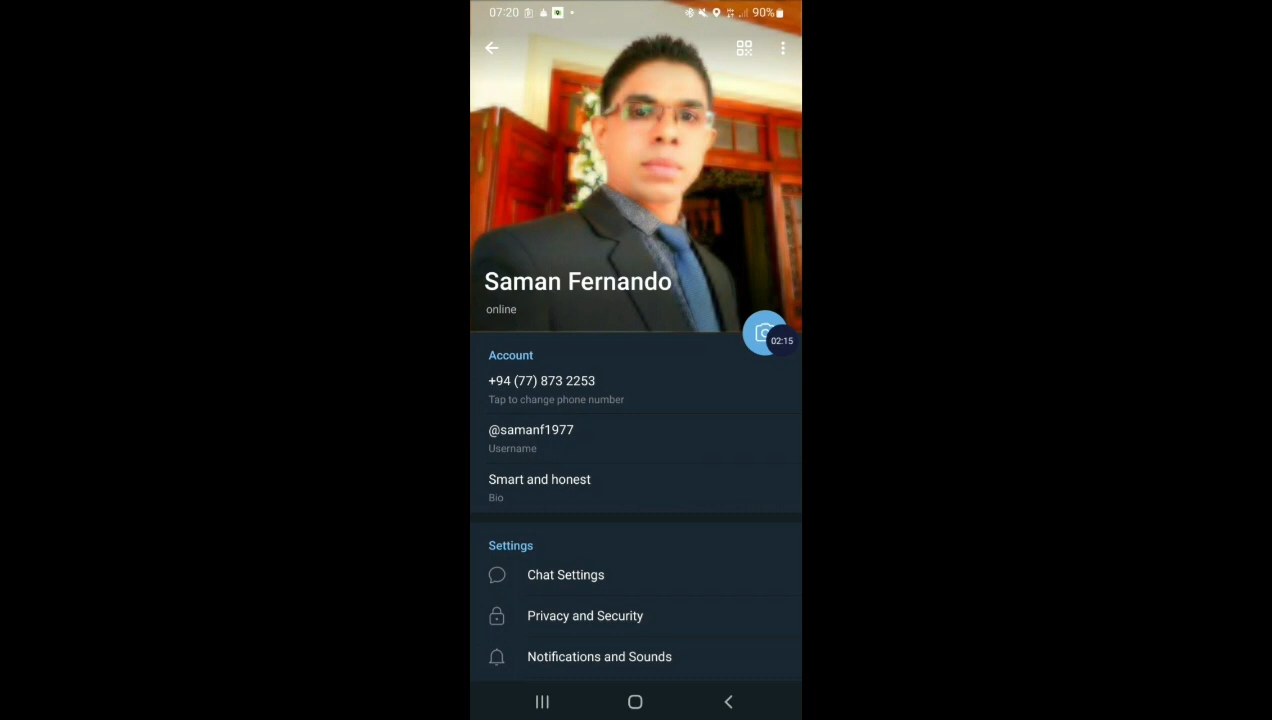 07:20
90%
Saman Fernando
online
02:15
Account
+94 (77) 873 2253
Tap to change phone number
@samanf1977
Username
Smart and honest
Bio
Settings
Chat Settings
Privacy and Security
Notifications and Sounds